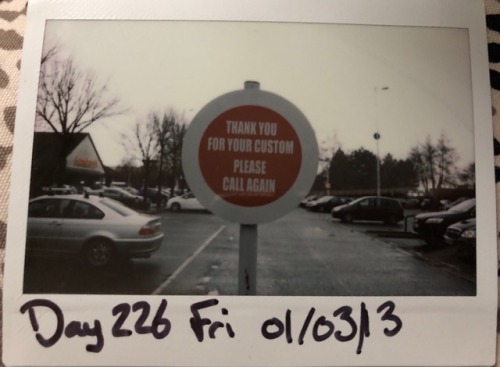 THANK YOU
FOR YOUR CUSTOM
PLEASE
CALL AGAIN
Day 226 Fri 01/03/13